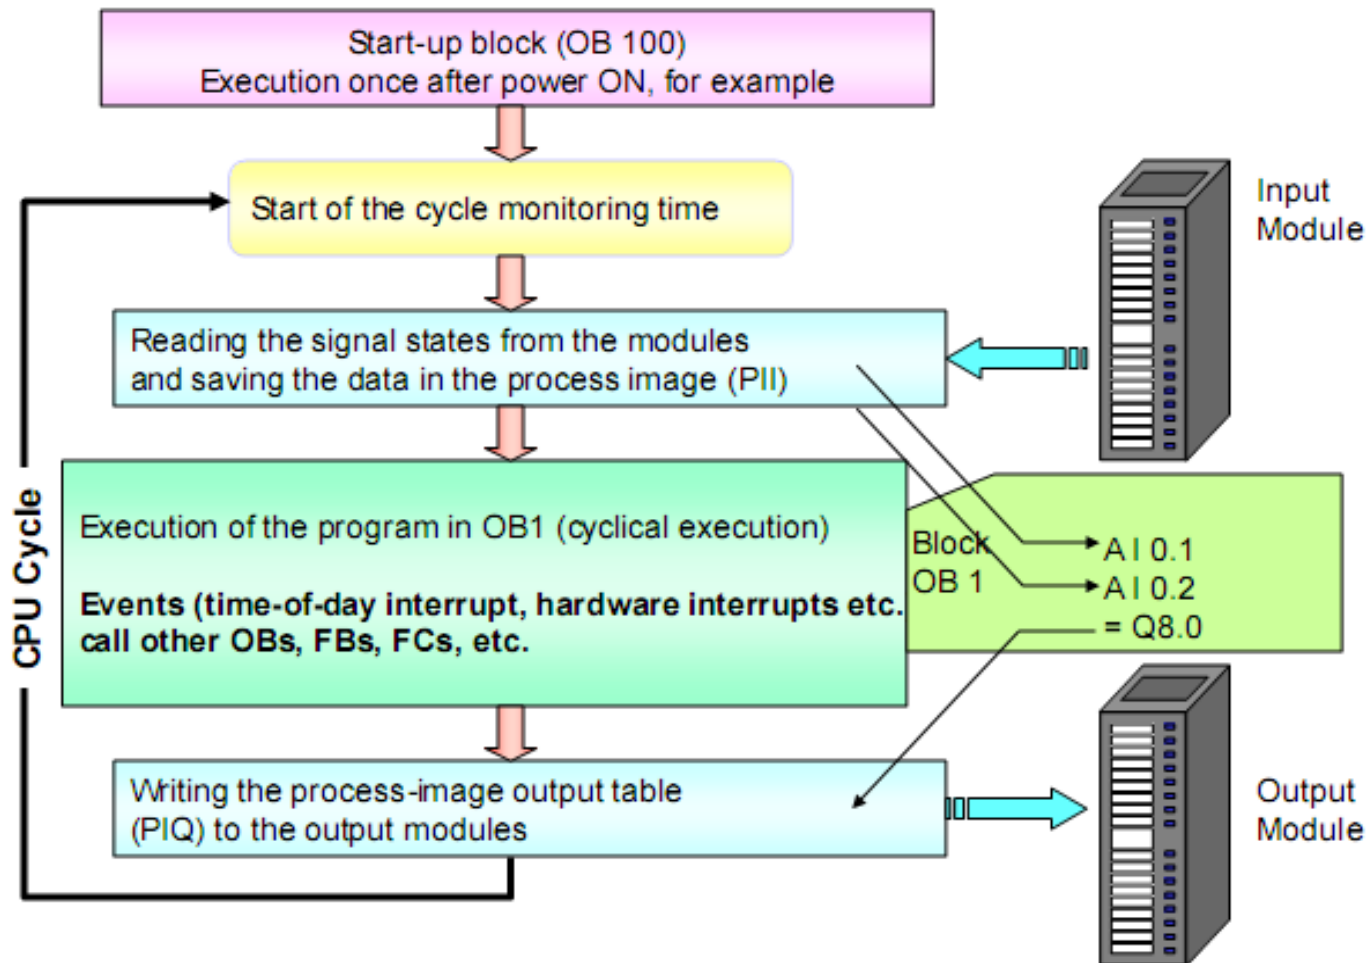 Start-up block (OB 100)
Execution once after power ON, for example
Start of the cycle monitoring time
Input
Module
Reading the signal states from the modules
and saving the data in the process image (PII)
CPU Cycle
Execution of the program in OB1 (cyclical execution)
Events (time-of-day interrupt, hardware interrupts etc.
call other OBs, FBs, FCs, etc.
Block
OB 1
A I 0.1
A I 0.2
= Q8.0
Writing the process-image output table
(PIQ) to the output modules
Output
Module